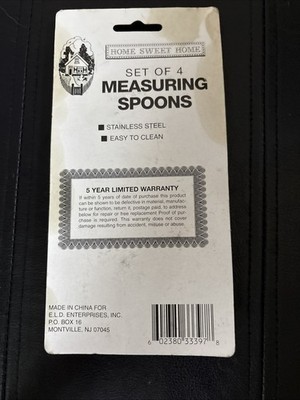 HOME SWEET HOME
SET OF 4
MEASURING
SPOONS
STAINLESS STEEL
EASY TO CLEAN
5 YEAR LIMITED WARRANTY
If within 5 years of date of purchase this product
can be shown to be defective in material, manufac-
ture or function, return it, postage paid, to address
below for repair or free replacement Proof of pur-
chase is required. This warranty does not cover
damage resulting from accident, misuse or abuse.
MADE IN CHINA FOR
E.L.D. ENTERPRISES, INC.
P.O. BOX 16
MONTVILLE, NJ 07045
6 02380 33397 8